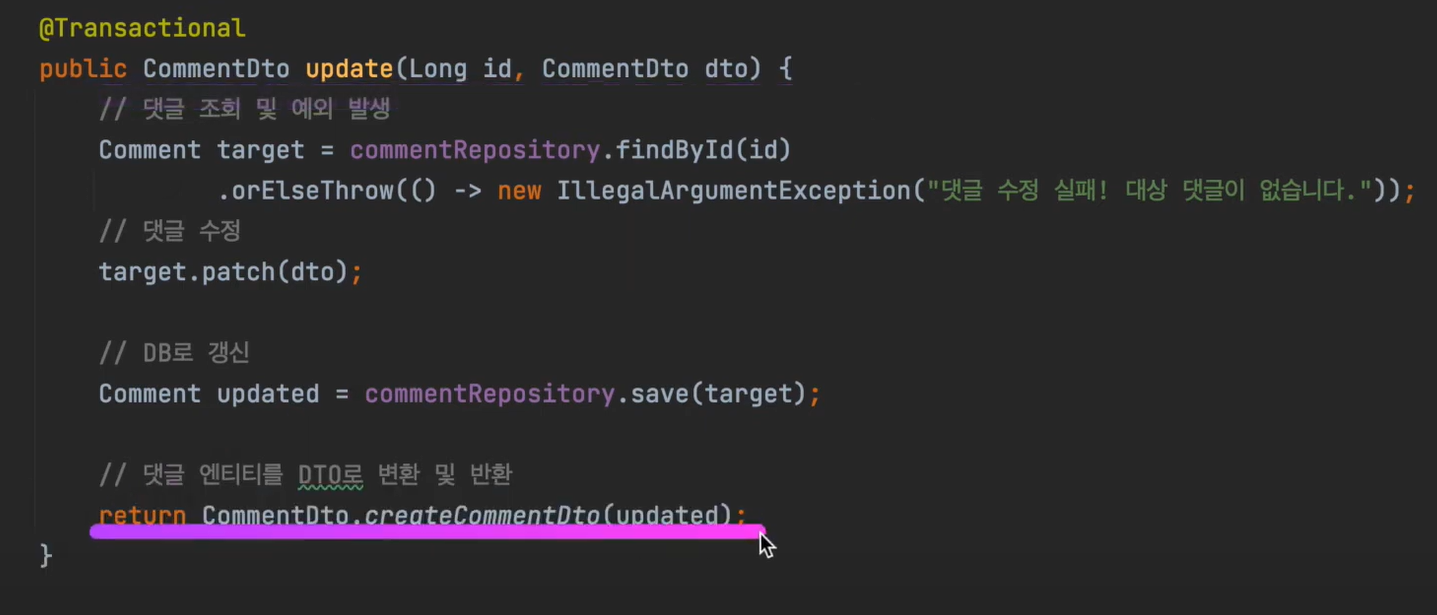 @Transactional
public CommentDto update(Long id, CommentDto dto) {
// 댓글 조회 및 예외 발생
Comment target = commentRepository.findById(id)
.orElseThrow(() -> new IllegalArgumentException("댓글 수정 실패! 대상 댓글이 없습니다."));
// 댓글 수정
target.patch(dto);
// DB로 갱신
Comment updated = commentRepository.save(target);
// 댓글 엔티티를 DTO로 변환 및 반환
return CommentDto.createCommentDto(updated);
}